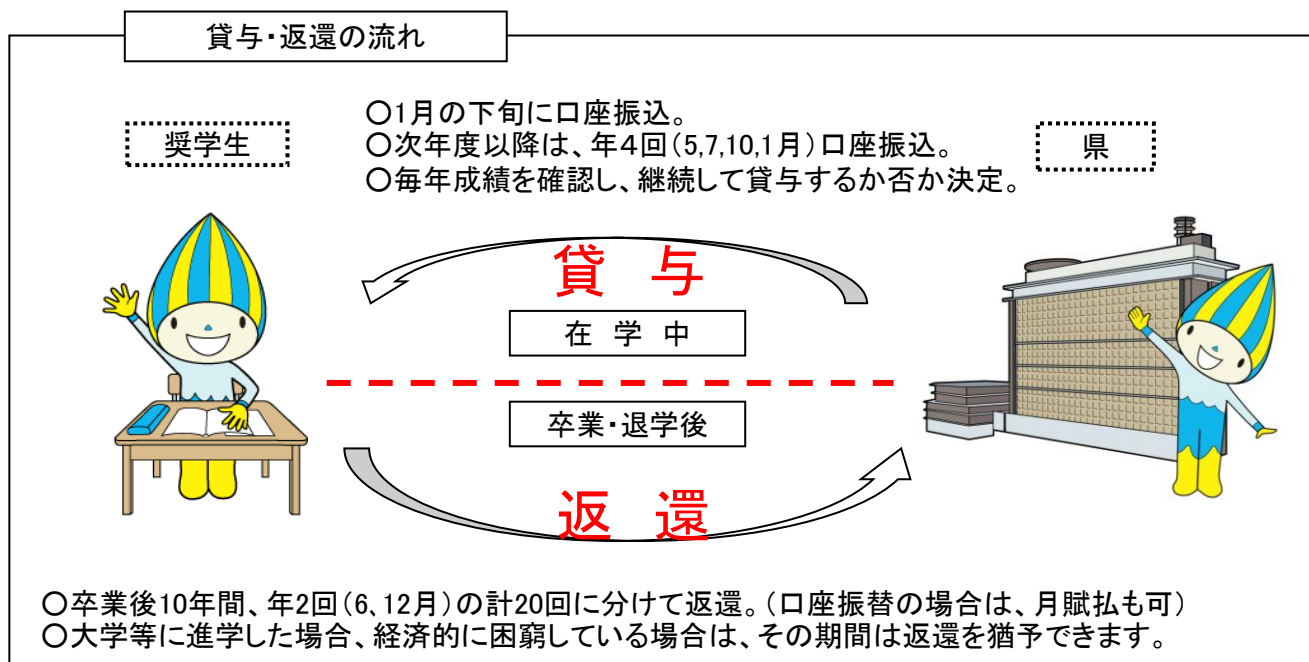 貸与・返還の流れ
奨学生
○1月の下旬に口座振込。
○次年度以降は、年４回（5,7,10,1月）口座振込。
○毎年成績を確認し、継続して貸与するか否か決定。
県
貸 与
在 学 中
卒業・退学後
返 還
○卒業後10年間、年2回（6、12月）の計20回に分けて返還。（口座振替の場合は、月賦払も可）
○大学等に進学した場合、経済的に困窮している場合は、その期間は返還を猶予できます。